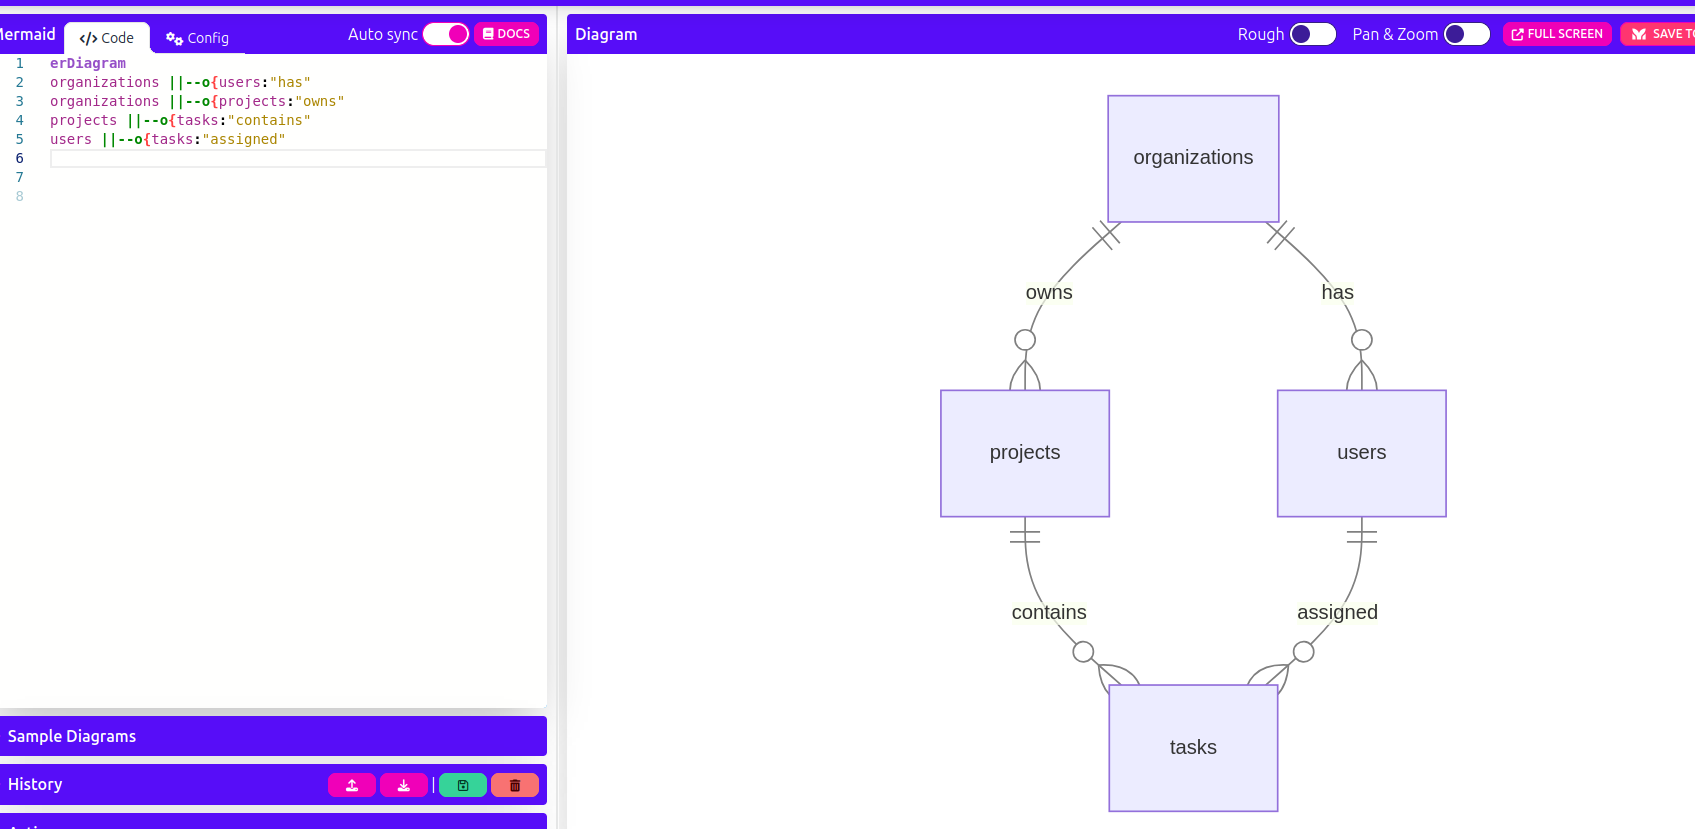 Mermaid
Code
Config
Auto sync
DOCS
1 erDiagram
2 organizations ||--o{users:"has"
3 organizations ||--o{projects:"owns"
4 projects ||--o{tasks:"contains"
5 users ||--o{tasks:"assigned"
6
7
8
Sample Diagrams
History
Diagram
Rough
Pan & Zoom
FULL SCREEN
SAVE TO
organizations
owns
has
projects
users
contains
assigned
tasks